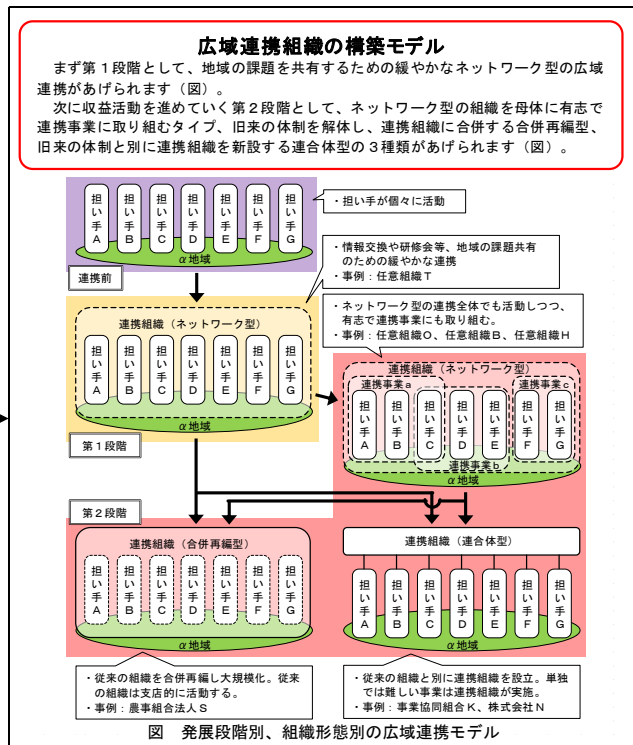 広域連携組織の構築モデル
まず第1段階として、地域の課題を共有するための緩やかなネットワーク型の広域
連携があげられます（図）。
次に収益活動を進めていく第2段階として、ネットワーク型の組織を母体に有志で
連携事業に取り組むタイプ、旧来の体制を解体し、連携組織に合併する合併再編型、
旧来の体制と別に連携組織を新設する連合体型の3種類があげられます（図）。
担い手A
担い手B
担い手C
担い手D
担い手E
担い手F
担い手G
α地域
連携前
・担い手が個々に活動
・情報交換や研修会等、地域の課題共有
のための緩やかな連携
・事例：任意組織T
連携組織（ネットワーク型）
担い手A
担い手B
担い手C
担い手D
担い手E
担い手F
担い手G
α地域
第1段階
・ネットワーク型の連携全体でも活動しつつ、
有志で連携事業にも取り組む。
・事例：任意組織O、任意組織B、任意組織H
連携組織（ネットワーク型）
連携事業a
連携事業c
担い手A
担い手B
担い手C
担い手D
担い手E
担い手F
担い手G
連携事業b
α地域
第2段階
連携組織（合併再編型）
担い手A
担い手B
担い手C
担い手D
担い手E
担い手F
担い手G
α地域
連携組織（連合体型）
担い手A
担い手B
担い手C
担い手D
担い手E
担い手F
担い手G
α地域
・従来の組織を合併再編し大規模化。従来
の組織は支店的に活動する。
・事例：農事組合法人S
・従来の組織と別に連携組織を設立。単独
では難しい事業は連携組織が実施。
・事例：事業協同組合K、株式会社N
図　発展段階別、組織形態別の広域連携モデル